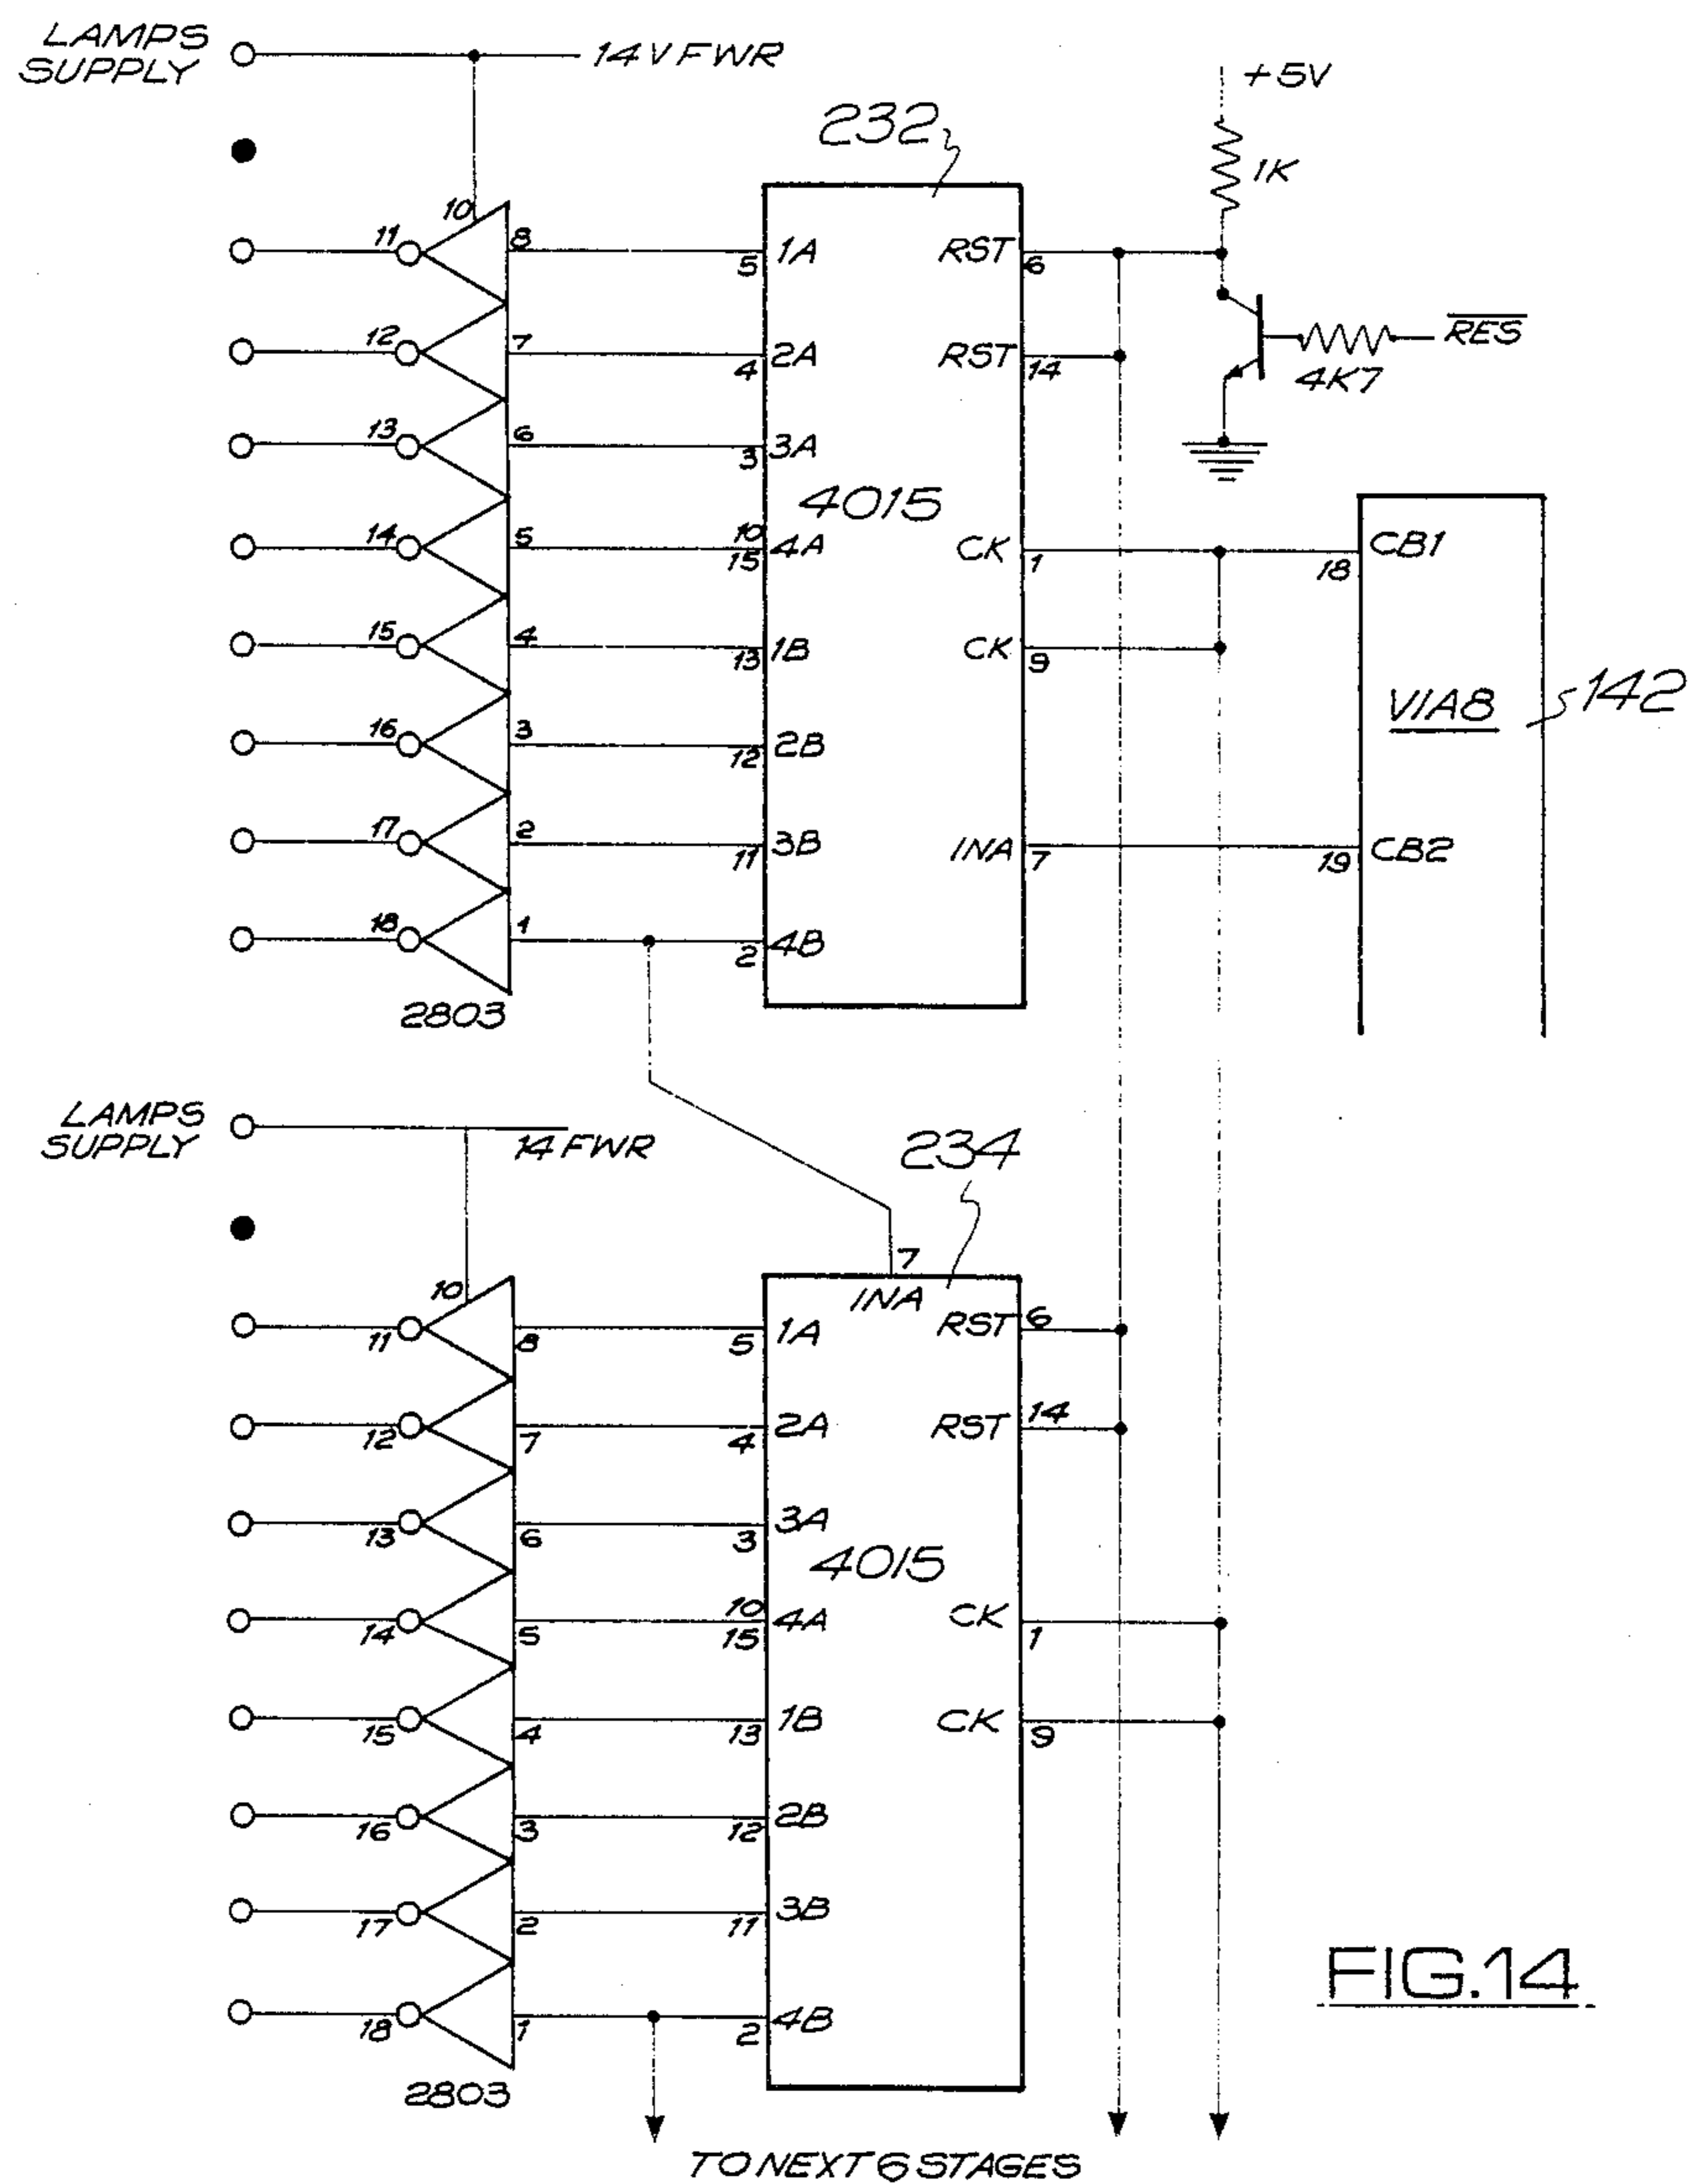 LAMPS
SUPPLY
14V FWR
+5V
232
1K
10
11 8 5 1A RST 6
12 7 4 2A RST 14
RES
4K7
13 6 3 3A
4015
14 5 10 15 4A CK 1 18 CB1
15 4 13 1B CK 9
VIA8 142
16 3 12 2B
17 2 11 3B INA 7 19 CB2
18 1 2 4B
2803
LAMPS
SUPPLY
14 FWR
234
7
INA
10
11 8 5 1A RST 6
12 7 4 2A RST 14
13 6 3 3A
4015
14 5 10 15 4A CK 1
15 4 13 1B CK 9
16 3 12 2B
17 2 11 3B
18 1 2 4B
2803
FIG.14
TO NEXT 6 STAGES